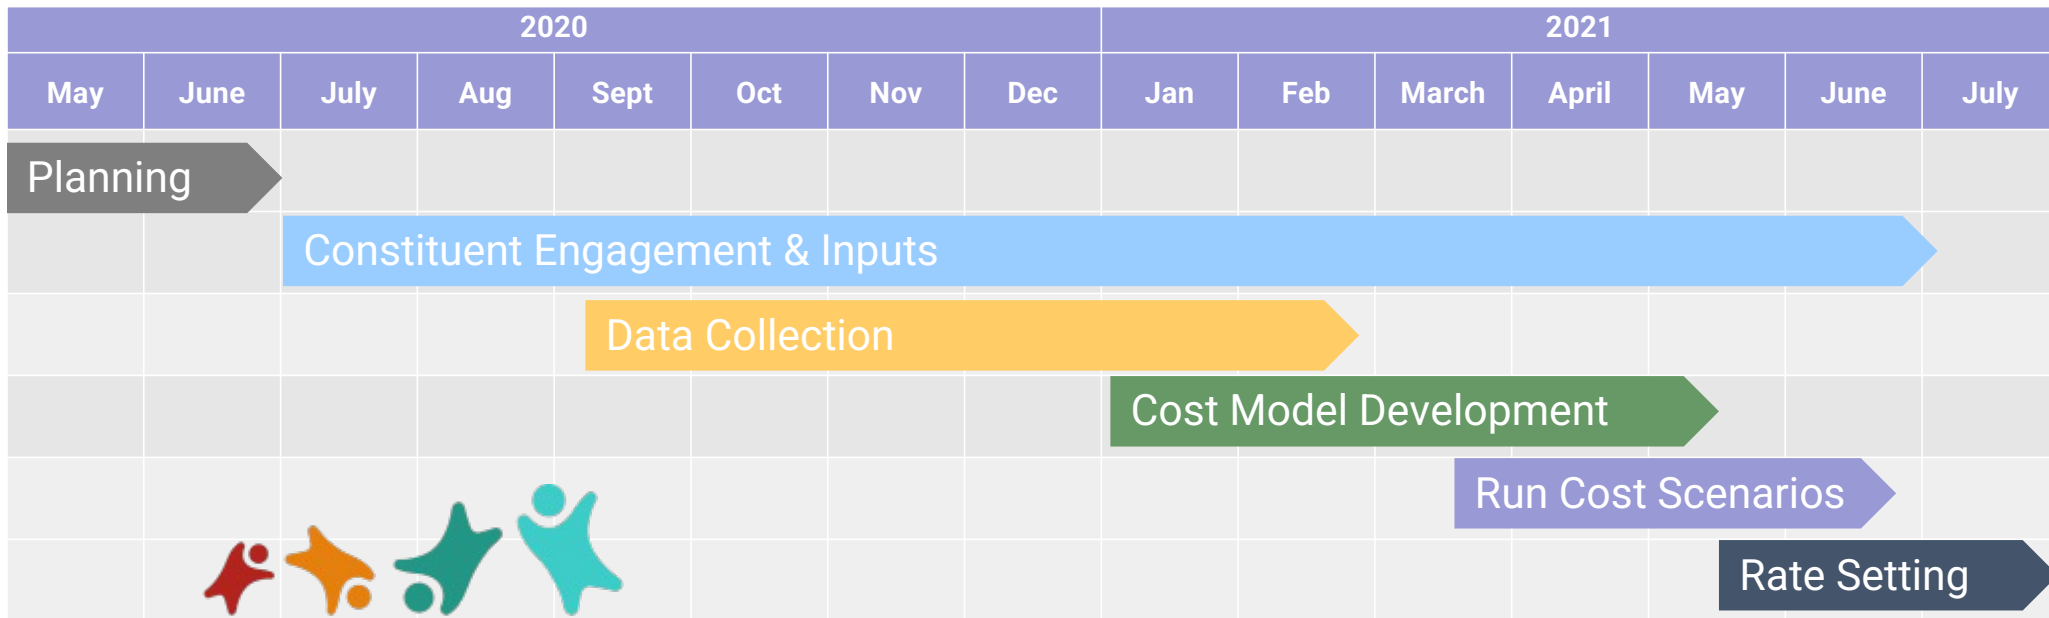 2020 2021
May June July Aug Sept Oct Nov Dec Jan Feb March April May June July
Planning
Constituent Engagement & Inputs
Data Collection
Cost Model Development
Run Cost Scenarios
Rate Setting